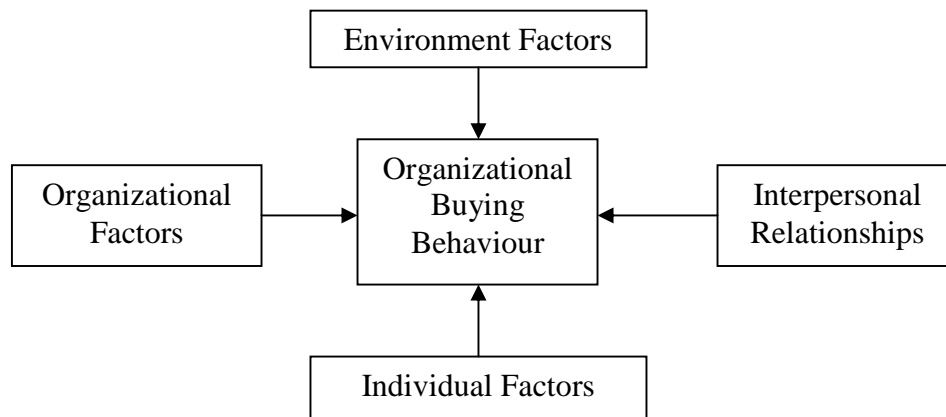 Environment Factors
Organizational
Factors
Organizational
Buying
Behaviour
Interpersonal
Relationships
Individual Factors